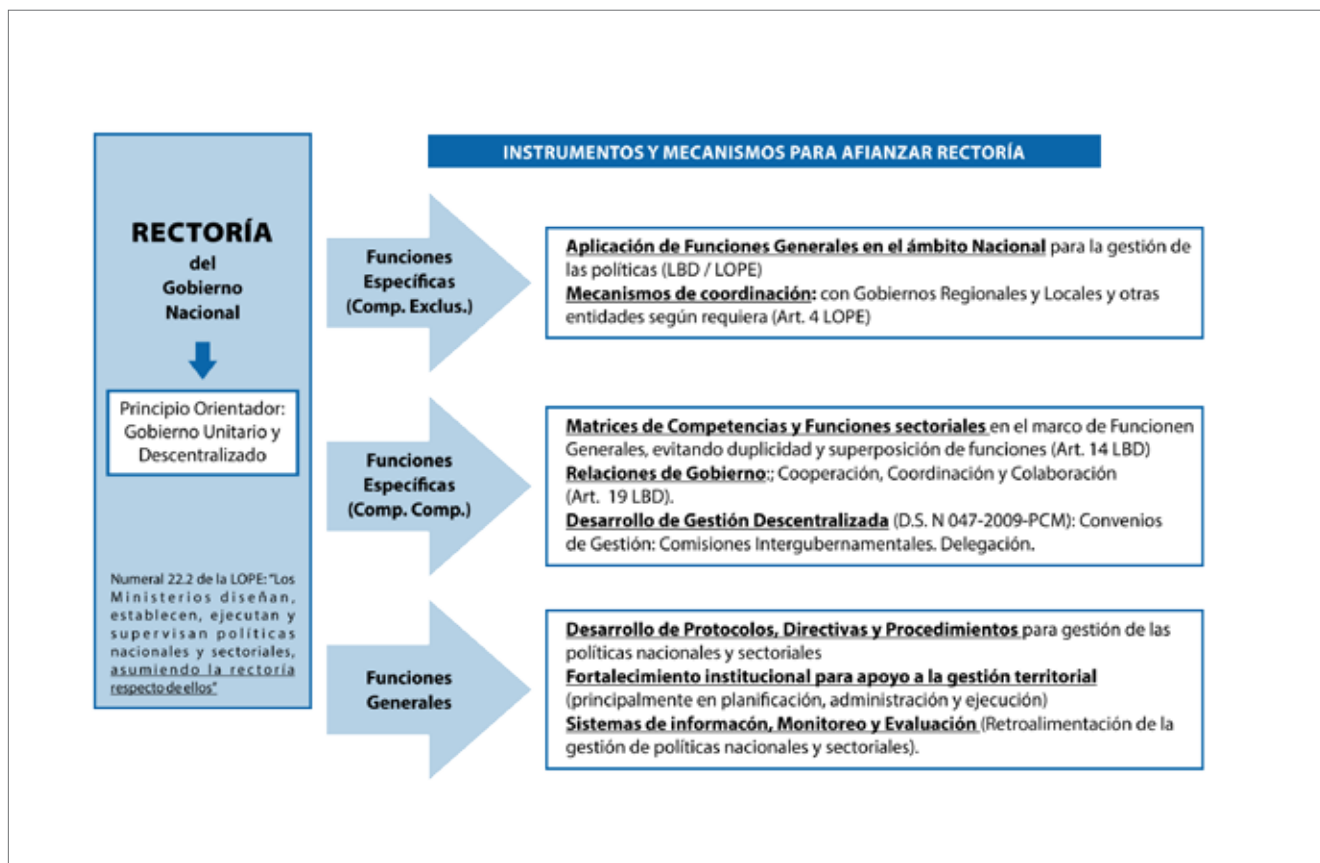 RECTORÍA
del
Gobierno
Nacional
Principio Orientador:
Gobierno Unitario y
Descentralizado
Numeral 22.2 de la LOPE: "Los
Ministerios diseñan,
establecen, ejecutan y
supervisan políticas
nacionales y sectoriales,
asumiendo la rectoría
respecto de ellos"
INSTRUMENTOS Y MECANISMOS PARA AFIANZAR RECTORÍA
Funciones
Específicas
(Comp. Exclus.)
Aplicación de Funciones Generales en el ámbito Nacional para la gestión de
las políticas (LBD / LOPE)
Mecanismos de coordinación: con Gobiernos Regionales y Locales y otras
entidades según requiera (Art. 4 LOPE)
Funciones
Específicas
(Comp. Comp.)
Matrices de Competencias y Funciones sectoriales en el marco de Funcionen
Generales, evitando duplicidad y superposición de funciones (Art. 14 LBD)
Relaciones de Gobierno:; Cooperación, Coordinación y Colaboración
(Art. 19 LBD).
Desarrollo de Gestión Descentralizada (D.S. N 047-2009-PCM): Convenios
de Gestión: Comisiones Intergubernamentales. Delegación.
Funciones
Generales
Desarrollo de Protocolos, Directivas y Procedimientos para gestión de las
políticas nacionales y sectoriales
Fortalecimiento institucional para apoyo a la gestión territorial
(principalmente en planificación, administración y ejecución)
Sistemas de informacón, Monitoreo y Evaluación (Retroalimentación de la
gestión de políticas nacionales y sectoriales).